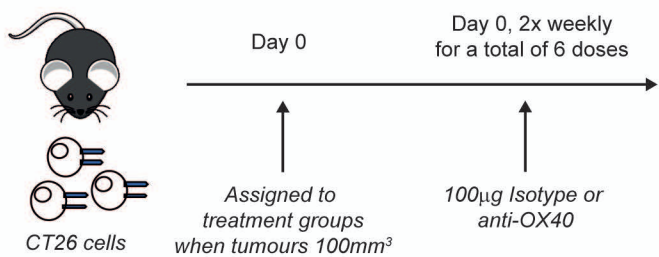 Day 0
Day 0, 2x weekly
for a total of 6 doses
Assigned to
treatment groups
when tumours 100mm³
100µg Isotype or
anti-OX40
CT26 cells